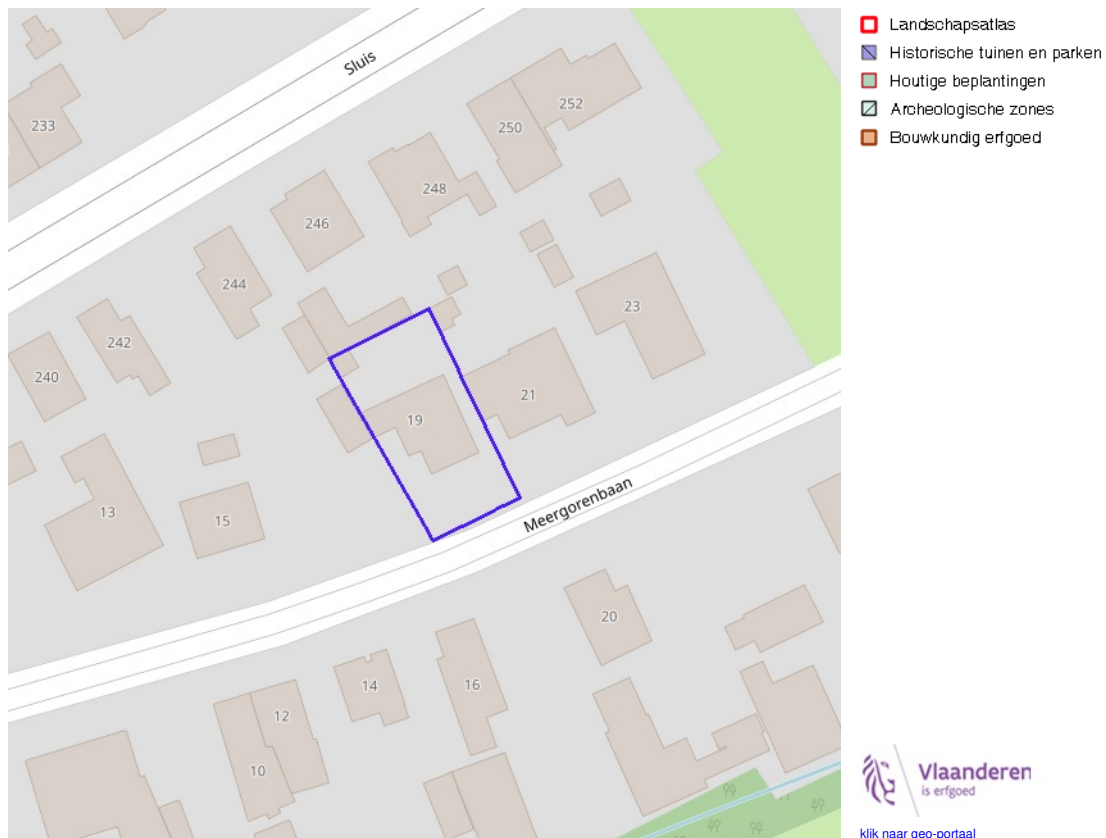 Sluis
252
250
233
248
246
244
23
242
240
21
19
13
15
Meergorenbaan
20
14
16
12
10
Landschapsatlas
Historische tuinen en parken
Houtige beplantingen
Archeologische zones
Bouwkundig erfgoed
Vlaanderen
is erfgoed
klik naar geo-portaal